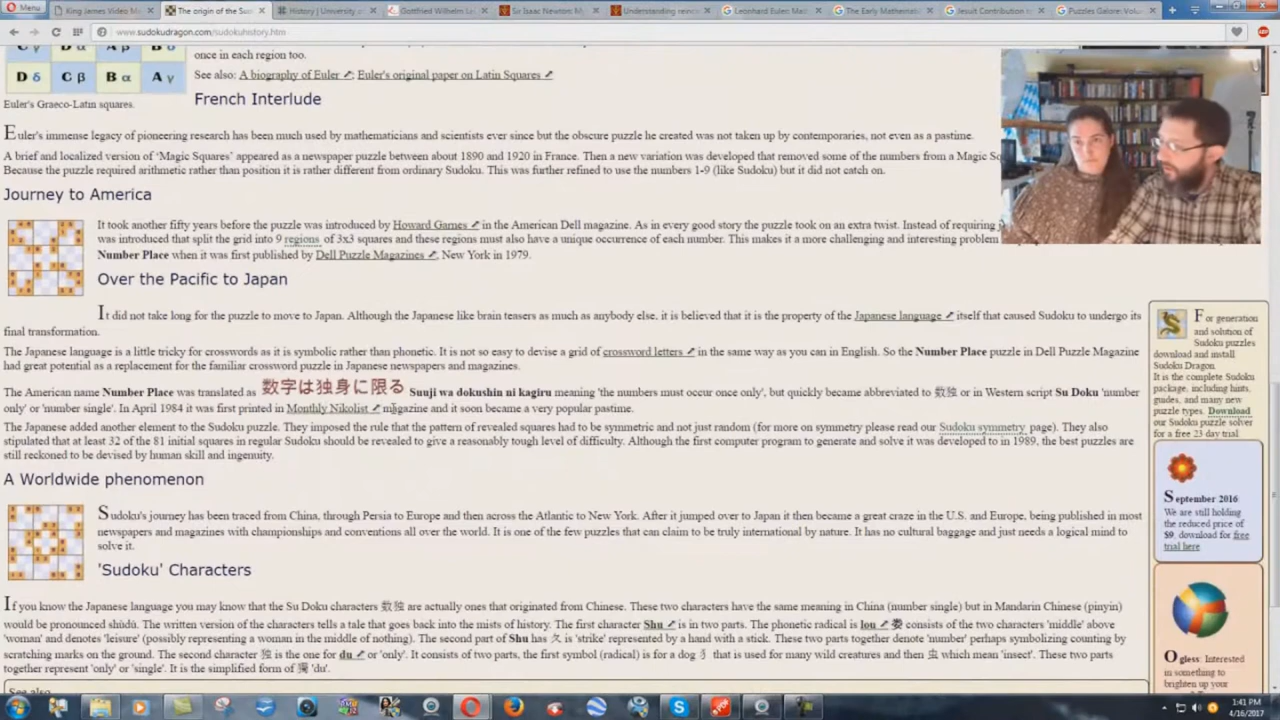 Menu
King James Video M
The origin of the Su
History | University
Gottfried Wilhelm L
Sir Isaac Newton: M
Understanding rein
Leonhard Euler: Mat
The Early Mathemati
Jesuit Contribution
Puzzles Galore: Volu
www.sudokudragon.com/sudokuhistory.htm
D δ C β B α A γ
once in each region too.
See also: A biography of Euler ; Euler's original paper on Latin Squares
Euler's Graeco-Latin squares.
French Interlude
Euler's immense legacy of pioneering research has been much used by mathematicians and scientists ever since but the obscure puzzle he created was not taken up by contemporaries, not even as a pastime.
A brief and localized version of 'Magic Squares' appeared as a newspaper puzzle between about 1890 and 1920 in France. Then a new variation was developed that removed some of the numbers from a Magic Sq
Because the puzzle required arithmetic rather than position it is rather different from ordinary Sudoku. This was further refined to use the numbers 1-9 (like Sudoku) but it did not catch on.
Journey to America
It took another fifty years before the puzzle was introduced by Howard Games in the American Dell magazine. As in every good story the puzzle took on an extra twist. Instead of requiring
was introduced that split the grid into 9 regions of 3x3 squares and these regions must also have a unique occurrence of each number. This makes it a more challenging and interesting problem
Number Place when it was first published by Dell Puzzle Magazines , New York in 1979.
Over the Pacific to Japan
It did not take long for the puzzle to move to Japan. Although the Japanese like brain teasers as much as anybody else, it is believed that it is the property of the Japanese language itself that caused Sudoku to undergo its
final transformation.
The Japanese language is a little tricky for crosswords as it is symbolic rather than phonetic. It is not so easy to devise a grid of crossword letters in the same way as you can in English. So the Number Place puzzle in Dell Puzzle Magazine
had great potential as a replacement for the familiar crossword puzzle in Japanese newspapers and magazines.
The American name Number Place was translated as 数字は独身に限る Suuji wa dokushin ni kagiru meaning 'the numbers must occur once only', but quickly became abbreviated to 数独 or in Western script Su Doku 'number
only' or 'number single'. In April 1984 it was first printed in Monthly Nikolist magazine and it soon became a very popular pastime.
The Japanese added another element to the Sudoku puzzle. They imposed the rule that the pattern of revealed squares had to be symmetric and not just random (for more on symmetry please read our Sudoku symmetry page). They also
stipulated that at least 32 of the 81 initial squares in regular Sudoku should be revealed to give a reasonably tough level of difficulty. Although the first computer program to generate and solve it was developed to in 1989, the best puzzles are
still reckoned to be devised by human skill and ingenuity.
A Worldwide phenomenon
Sudoku's journey has been traced from China, through Persia to Europe and then across the Atlantic to New York. After it jumped over to Japan it then became a great craze in the U.S. and Europe, being published in most
newspapers and magazines with championships and conventions all over the world. It is one of the few puzzles that can claim to be truly international by nature. It has no cultural baggage and just needs a logical mind to
solve it.
'Sudoku' Characters
If you know the Japanese language you may know that the Su Doku characters 数独 are actually ones that originated from Chinese. These two characters have the same meaning in China (number single) but in Mandarin Chinese (pinyin)
would be pronounced shùdú. The written version of the characters tells a tale that goes back into the mists of history. The first character Shu is in two parts. The phonetic radical is lou 娄 consists of the two characters 'middle' above
'woman' and denotes 'leisure' (possibly representing a woman in the middle of nothing). The second part of Shu has 攵 is 'strike' represented by a hand with a stick. These two parts together denote 'number' perhaps symbolizing counting by
scratching marks on the ground. The second character 独 is the one for du or 'only'. It consists of two parts, the first symbol (radical) is for a dog 犭 that is used for many wild creatures and then 虫 which mean 'insect'. These two parts
together represent 'only' or 'single'. It is the simplified form of 獨 'du'.
See also
For generation
and solution of
Sudoku puzzles
download and install
Sudoku Dragon.
It is the complete Sudoku
package, including hints,
guides, and many new
puzzle types. Download
our Sudoku puzzle solver
for a free 23 day trial.
September 2016
We are still holding
the reduced price of
$9, download for free
trial here
Ogless: Interested
in something to
brighten up your
1:41 PM
4/16/2017